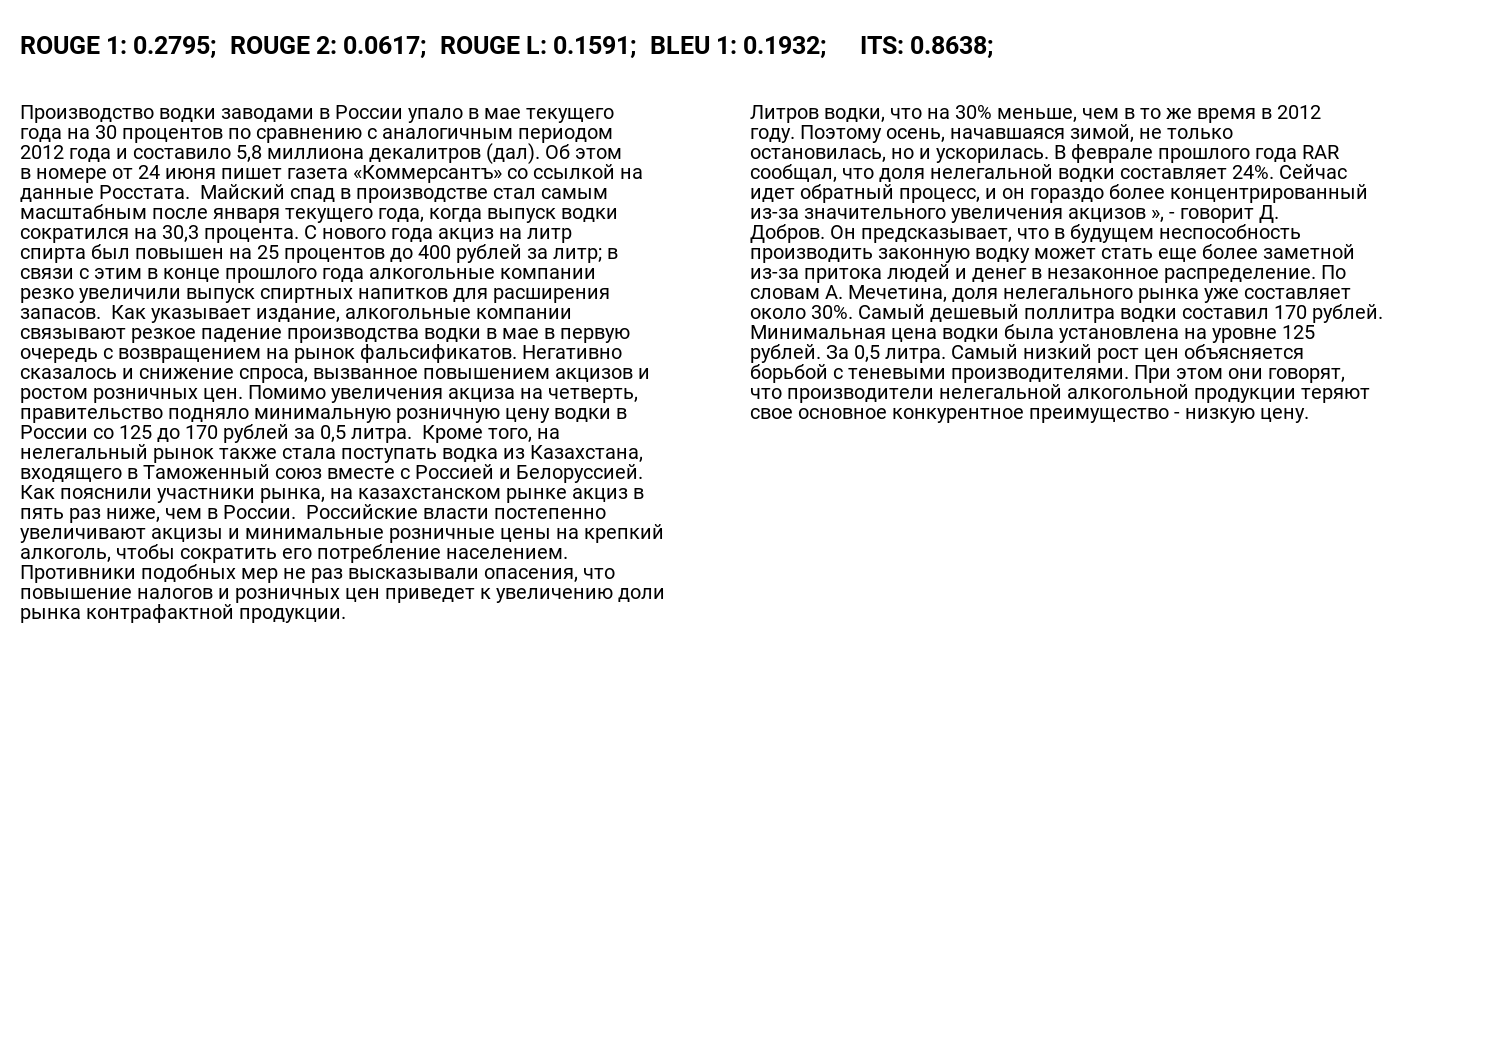 ROUGE 1: 0.2795;  ROUGE 2: 0.0617;  ROUGE L: 0.1591;  BLEU 1: 0.1932;  ITS: 0.8638;
Производство водки заводами в России упало в мае текущего
года на 30 процентов по сравнению с аналогичным периодом
2012 года и составило 5,8 миллиона декалитров (дал). Об этом
в номере от 24 июня пишет газета «Коммерсантъ» со ссылкой на
данные Росстата.  Майский спад в производстве стал самым
масштабным после января текущего года, когда выпуск водки
сократился на 30,3 процента. С нового года акциз на литр
спирта был повышен на 25 процентов до 400 рублей за литр; в
связи с этим в конце прошлого года алкогольные компании
резко увеличили выпуск спиртных напитков для расширения
запасов.  Как указывает издание, алкогольные компании
связывают резкое падение производства водки в мае в первую
очередь с возвращением на рынок фальсификатов. Негативно
сказалось и снижение спроса, вызванное повышением акцизов и
ростом розничных цен. Помимо увеличения акциза на четверть,
правительство подняло минимальную розничную цену водки в
России со 125 до 170 рублей за 0,5 литра.  Кроме того, на
нелегальный рынок также стала поступать водка из Казахстана,
входящего в Таможенный союз вместе с Россией и Белоруссией.
Как пояснили участники рынка, на казахстанском рынке акциз в
пять раз ниже, чем в России.  Российские власти постепенно
увеличивают акцизы и минимальные розничные цены на крепкий
алкоголь, чтобы сократить его потребление населением.
Противники подобных мер не раз высказывали опасения, что
повышение налогов и розничных цен приведет к увеличению доли
рынка контрафактной продукции.
Литров водки, что на 30% меньше, чем в то же время в 2012
году. Поэтому осень, начавшаяся зимой, не только
остановилась, но и ускорилась. В феврале прошлого года RAR
сообщал, что доля нелегальной водки составляет 24%. Сейчас
идет обратный процесс, и он гораздо более концентрированный
из-за значительного увеличения акцизов », - говорит Д.
Добров. Он предсказывает, что в будущем неспособность
производить законную водку может стать еще более заметной
из-за притока людей и денег в незаконное распределение. По
словам А. Мечетина, доля нелегального рынка уже составляет
около 30%. Самый дешевый поллитра водки составил 170 рублей.
Минимальная цена водки была установлена на уровне 125
рублей. За 0,5 литра. Самый низкий рост цен объясняется
борьбой с теневыми производителями. При этом они говорят,
что производители нелегальной алкогольной продукции теряют
свое основное конкурентное преимущество - низкую цену.